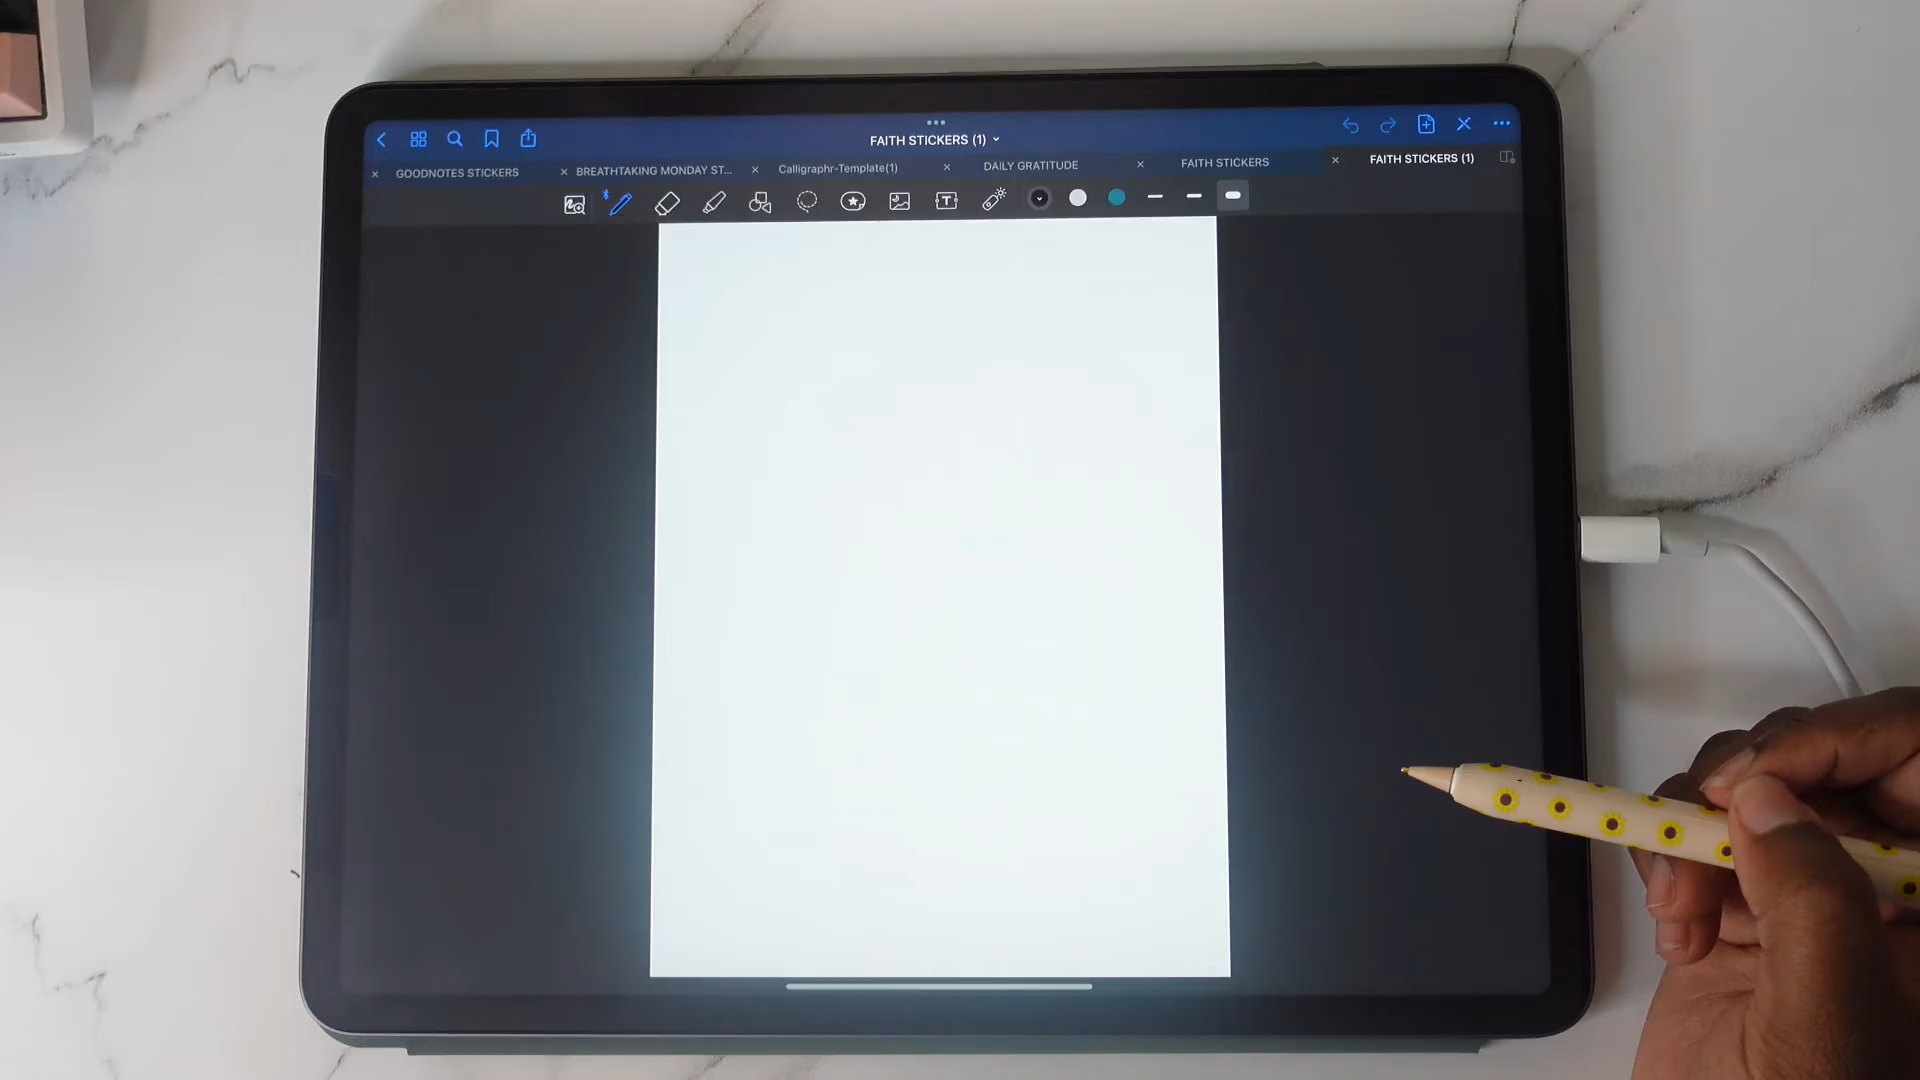 FAITH STICKERS (1)
GOODNOTES STICKERS
BREATHTAKING MONDAY ST...
Calligraphr-Template(1)
DAILY GRATITUDE
FAITH STICKERS
FAITH STICKERS (1)
T